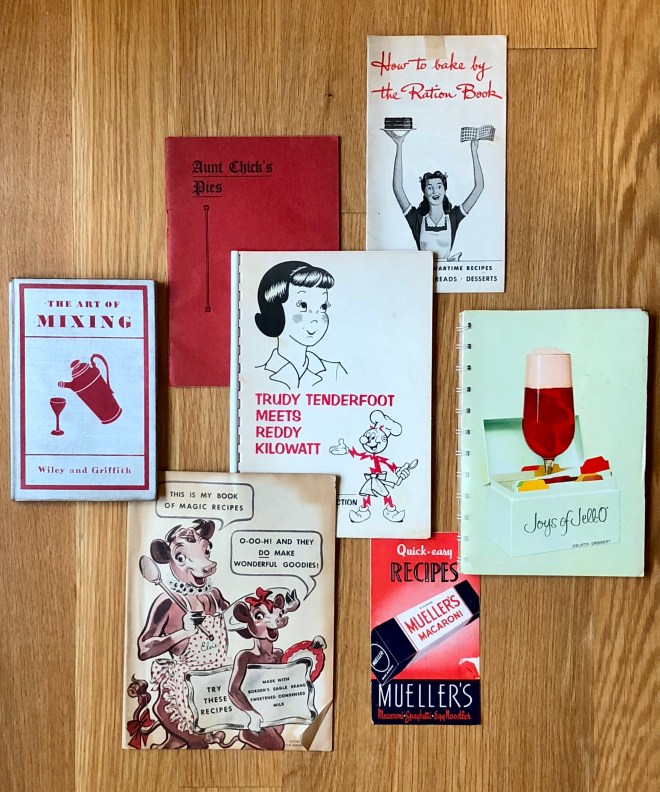 How to bake by
the Ration Book
WARTIME RECIPES
READS · DESSERTS
Aunt Chick's
Pies
THE ART OF
MIXING
Wiley and Griffith
TRUDY TENDERFOOT
MEETS
REDDY
KILOWATT
CTION
Joys of Jell-O
GELATIN DESSERT
THIS IS MY BOOK
OF MAGIC RECIPES
O-OO-H! AND THEY
DO MAKE
WONDERFUL GOODIES!
Elsie
TRY
THESE
RECIPES
MADE WITH
BORDEN'S EAGLE BRAND
SWEETENED CONDENSED
MILK
Quick-easy
RECIPES
MUELLER'S
MACARONI
MUELLER'S
Macaroni·Spaghetti·Egg Noodles